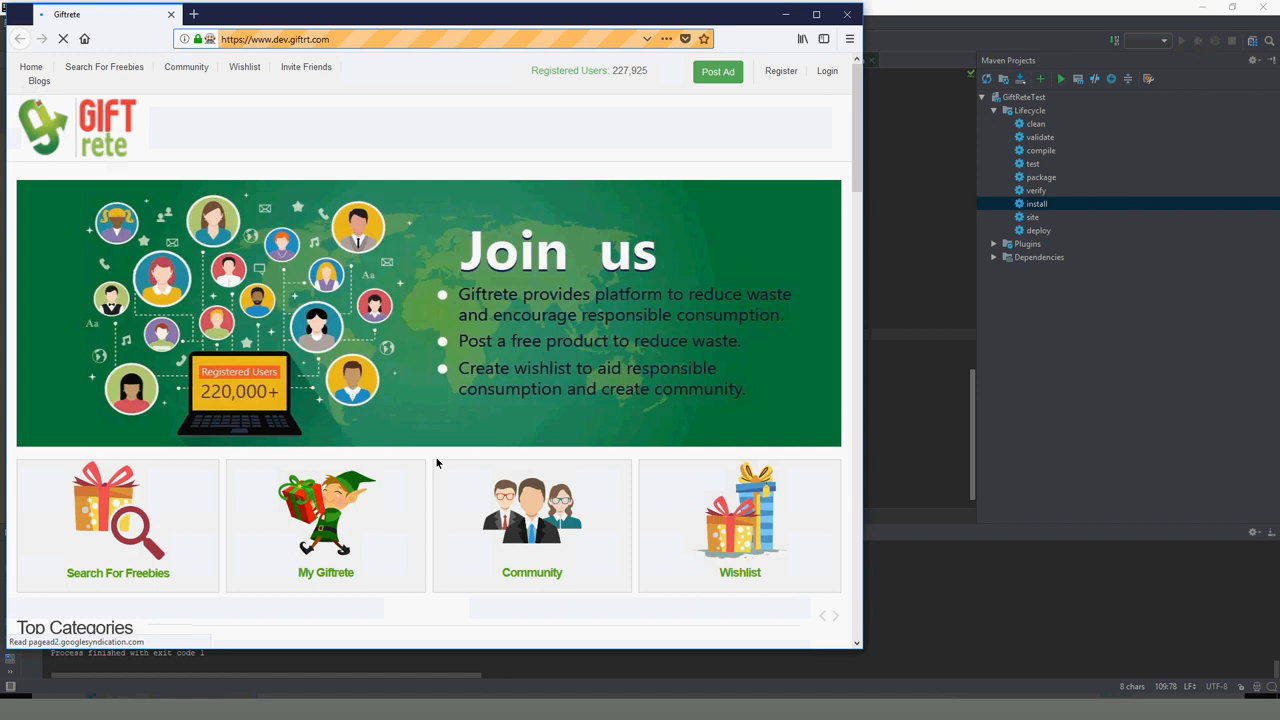 Giftrete
https://www.dev.giftrt.com
Home
Search For Freebies
Community
Wishlist
Invite Friends
Blogs
Registered Users: 227,925
Post Ad
Register
Login
GIFT
rete
Join us
Giftrete provides platform to reduce waste
and encourage responsible consumption.
Post a free product to reduce waste.
Create wishlist to aid responsible
consumption and create community.
Aa
Aa
Registered Users
220,000+
Search For Freebies
My Giftrete
Community
Wishlist
Top Categories
Read pagead2.googlesyndication.com
Process finished with exit code 1
Maven Projects
GiftReteTest
Lifecycle
clean
validate
compile
test
package
verify
install
site
deploy
Plugins
Dependencies
8 chars
109:78
LF
UTF-8